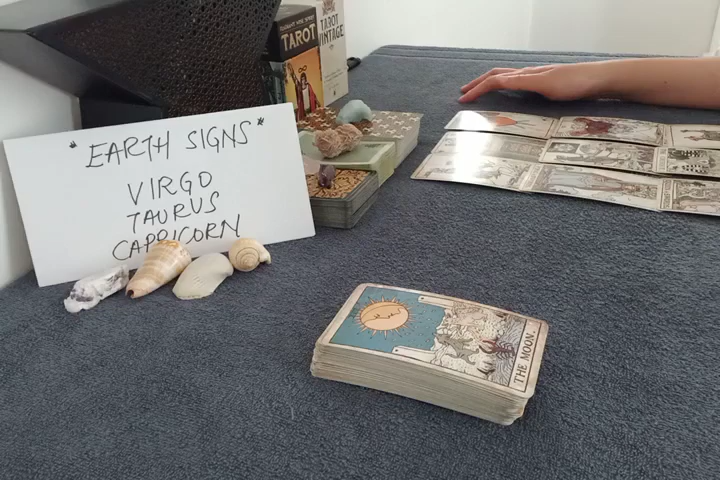 TAROT
TAROT
VINTAGE
"EARTH SIGNS"
VIRGO
TAURUS
CAPRICORN
THE MOON